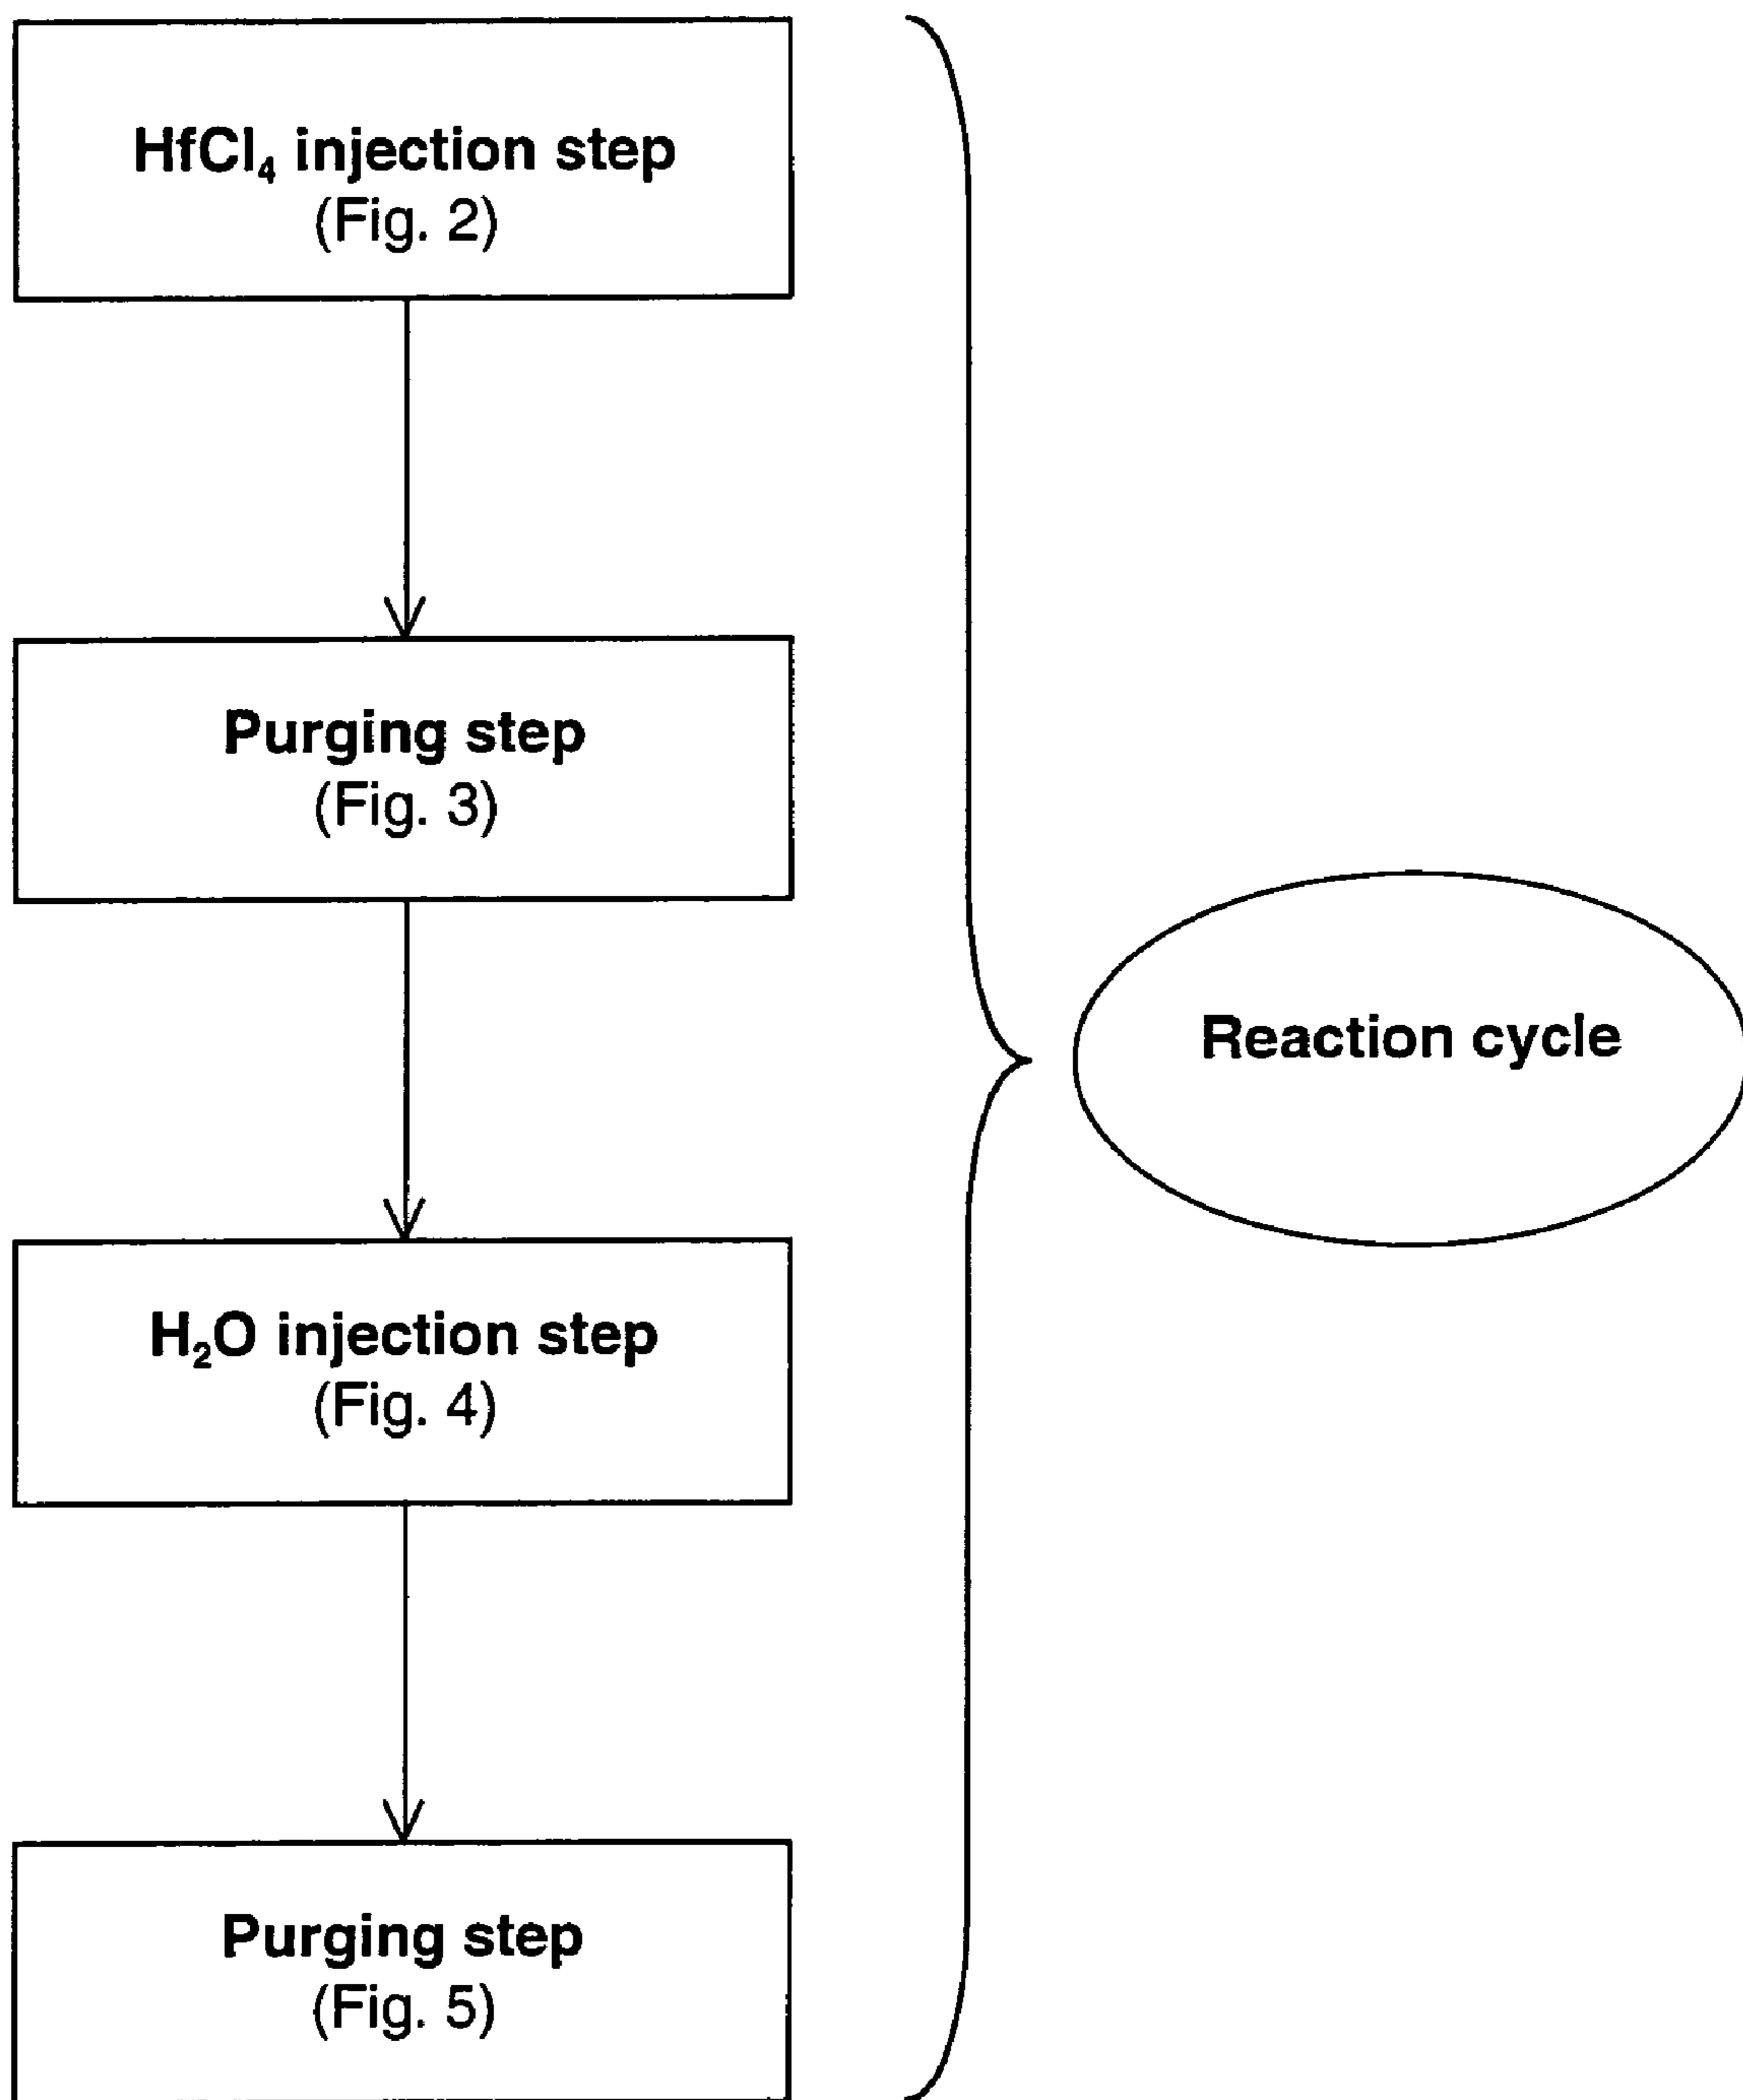 HfCl₄ injection step
(Fig. 2)
Purging step
(Fig. 3)
Reaction cycle
H₂O injection step
(Fig. 4)
Purging step
(Fig. 5)